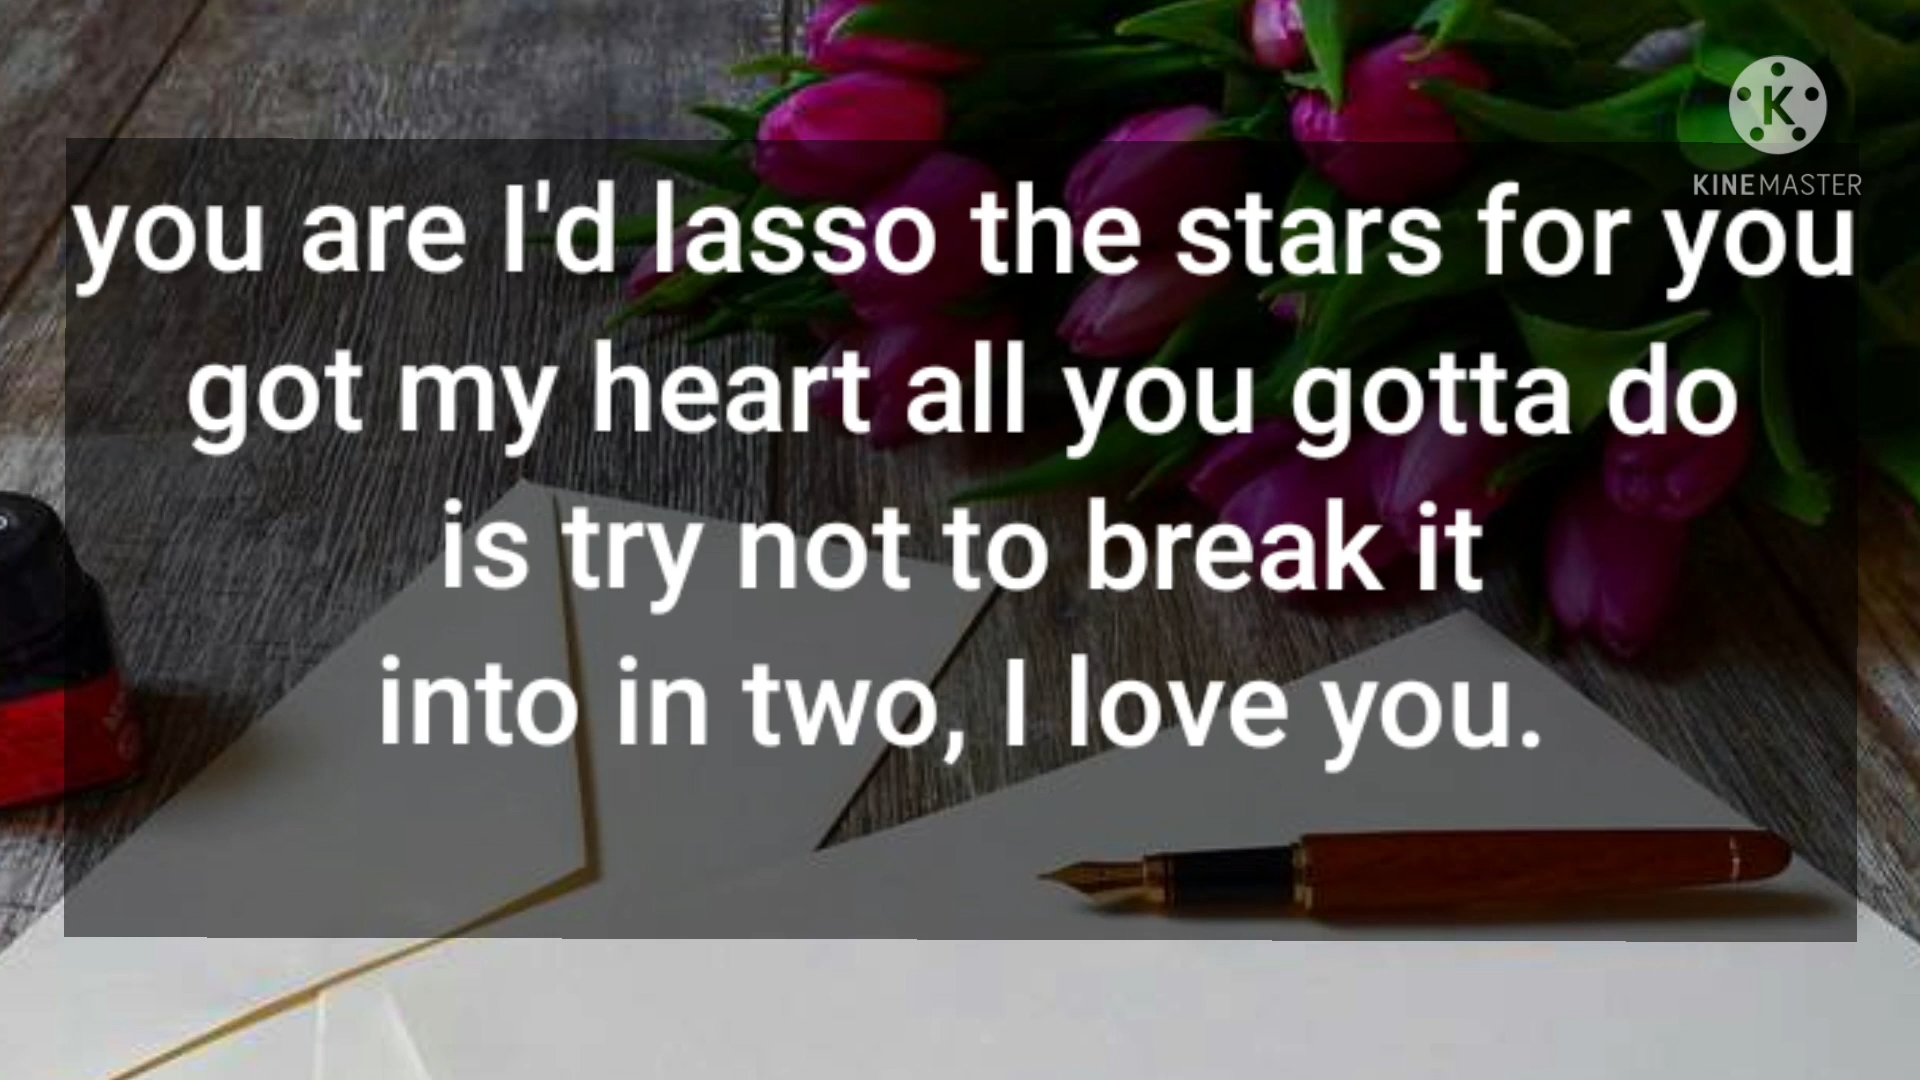 K
KINEMASTER
you are I'd lasso the stars for you
got my heart all you gotta do
is try not to break it
into in two, I love you.